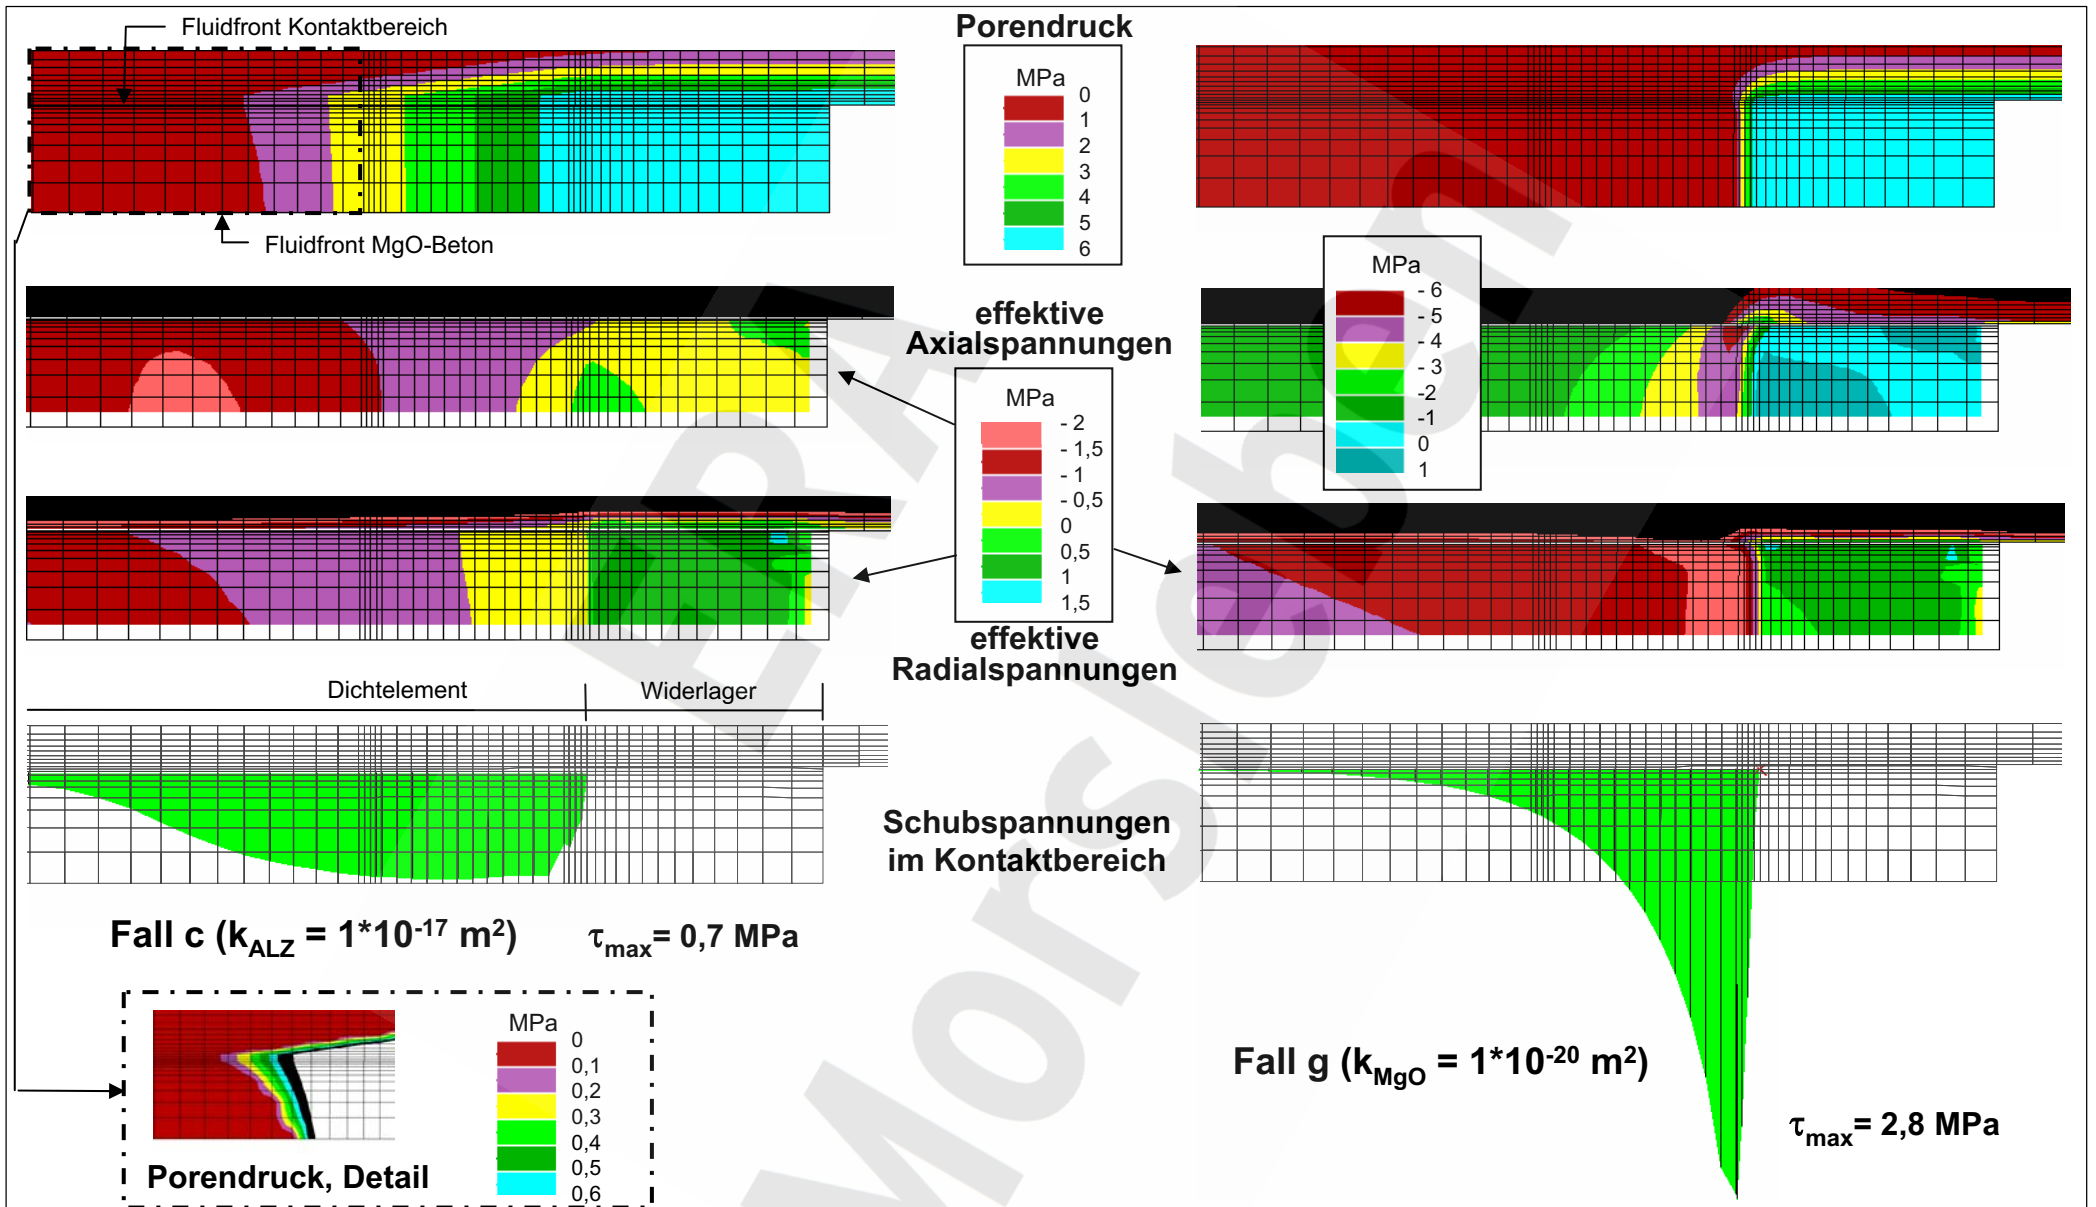 Fluidfront Kontaktbereich
Fluidfront MgO-Beton
Porendruck
MPa
0
1
2
3
4
5
6
effektive
Axialspannungen
MPa
- 6
- 5
- 4
- 3
-2
-1
0
1
MPa
- 2
- 1,5
- 1
- 0,5
0
0,5
1
1,5
effektive
Radialspannungen
Dichtelement
Widerlager
Schubspannungen
im Kontaktbereich
Fall c (kALZ = 1*10-17 m2)
τmax= 0,7 MPa
MPa
0
0,1
0,2
0,3
0,4
0,5
0,6
Porendruck, Detail
Fall g (kMgO = 1*10-20 m2)
τmax= 2,8 MPa
ERA
Morsleben